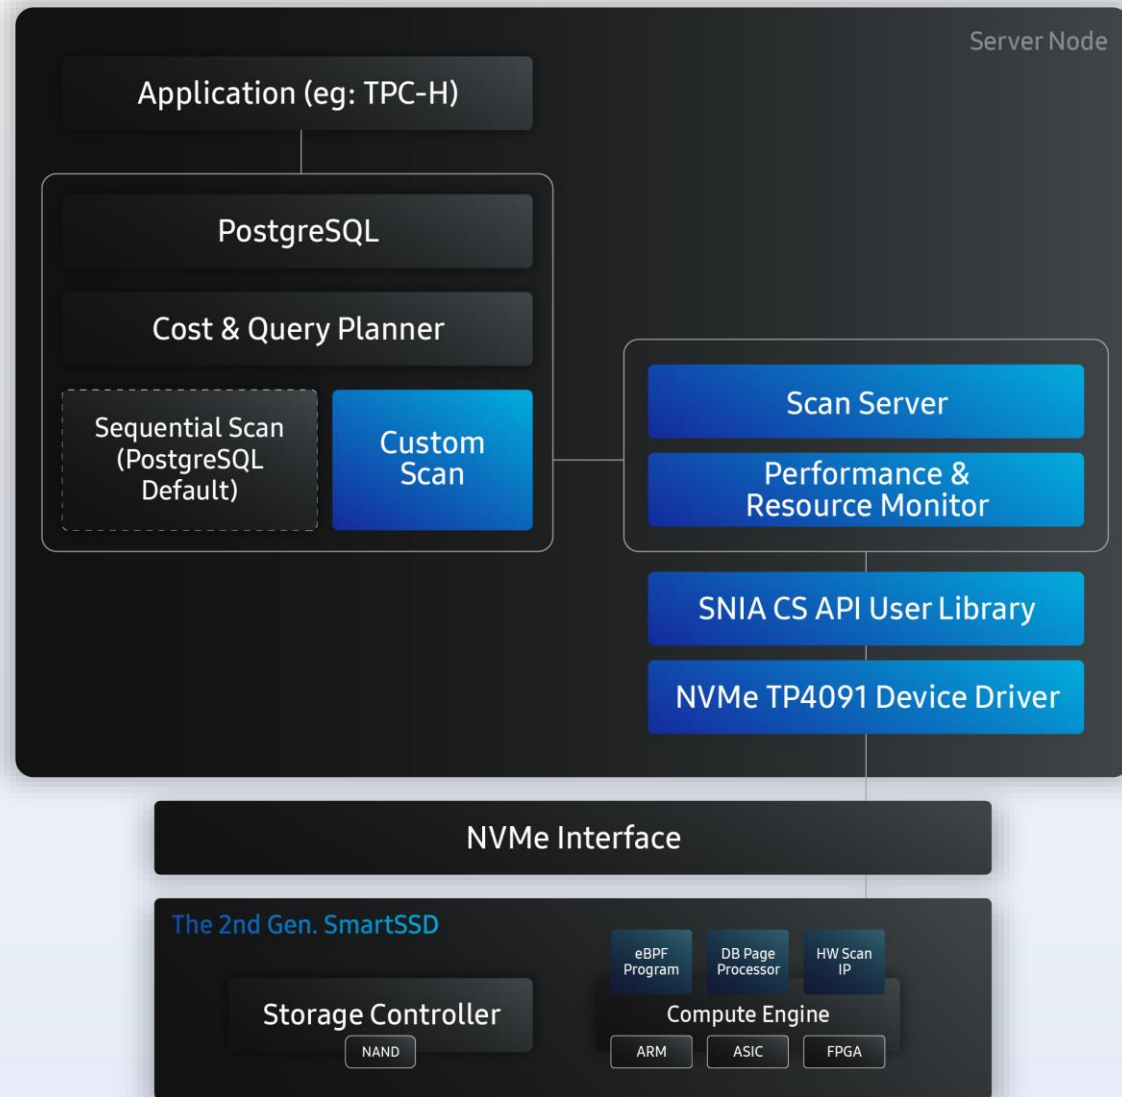 Server Node
Application (eg: TPC-H)
PostgreSQL
Cost & Query Planner
Sequential Scan
(PostgreSQL
Default)
Custom
Scan
Scan Server
Performance &
Resource Monitor
SNIA CS API User Library
NVMe TP4091 Device Driver
NVMe Interface
The 2nd Gen. SmartSSD
Storage Controller
NAND
eBPF
Program
DB Page
Processor
HW Scan
IP
Compute Engine
ARM
ASIC
FPGA